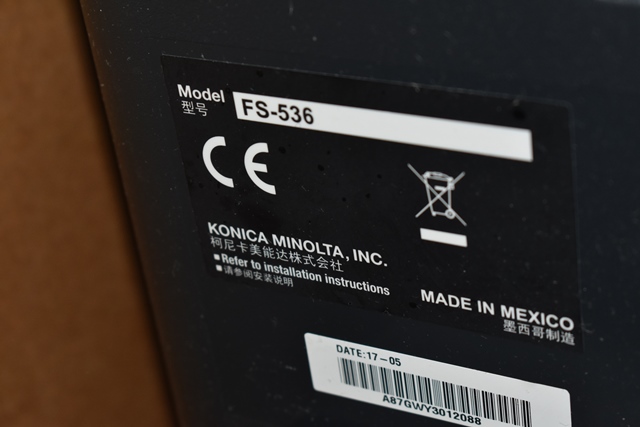 Model FS-536
型号
CE
KONICA MINOLTA, INC.
柯尼卡美能达株式会社
■Refer to installation instructions
■请参阅安装说明
MADE IN MEXICO
墨西哥制造
DATE:17-05
A87GWY3012088